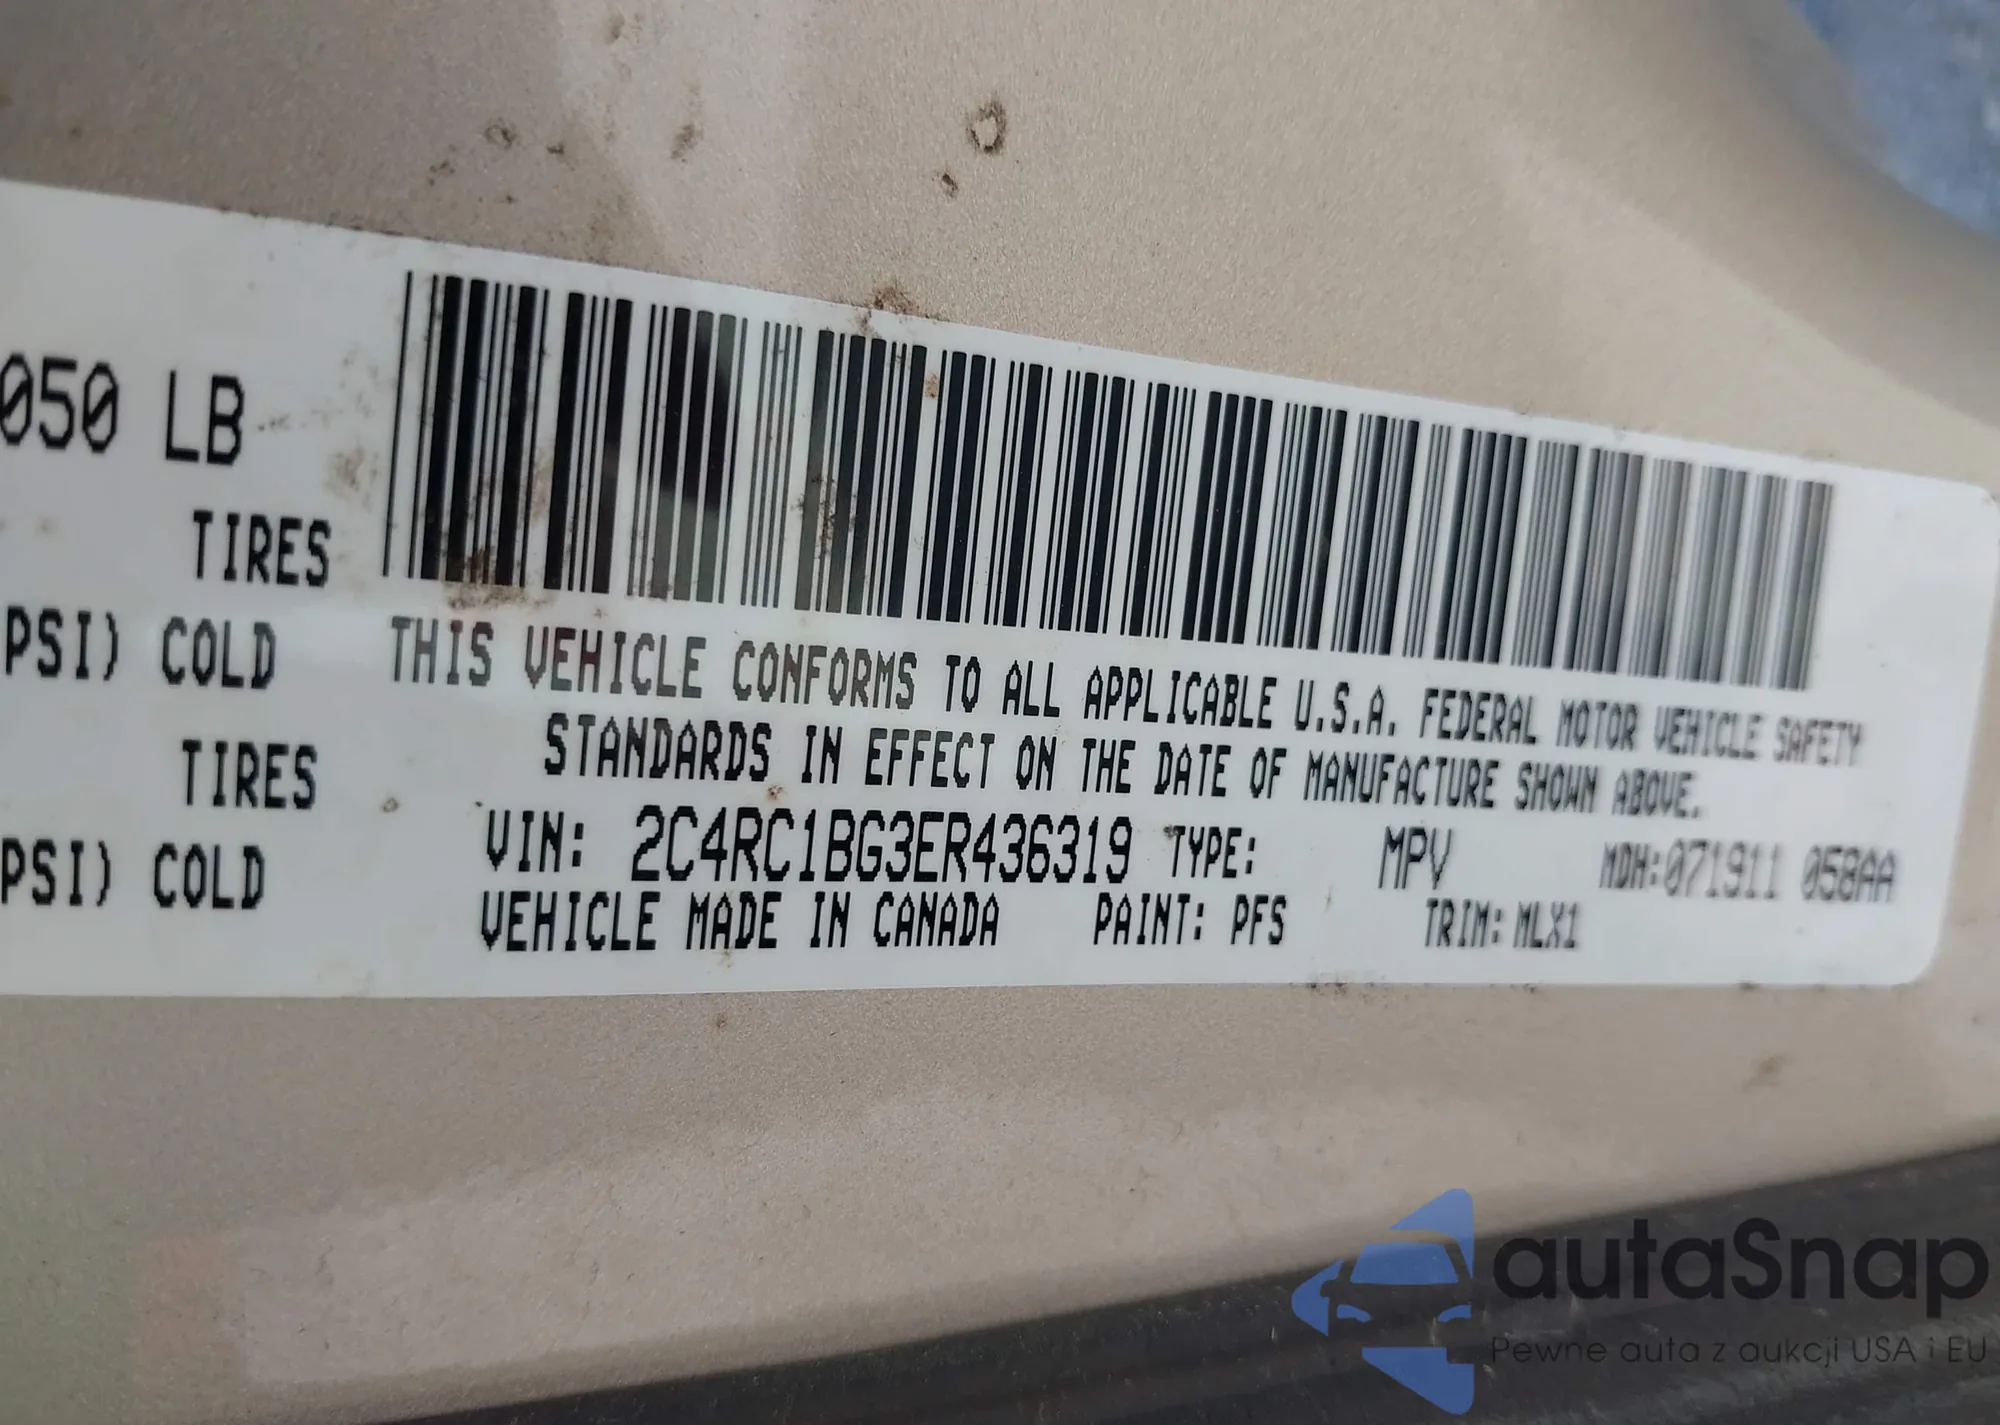 050 LB
TIRES
PSI) COLD
TIRES
PSI) COLD
THIS VEHICLE CONFORMS TO ALL APPLICABLE U.S.A. FEDERAL MOTOR VEHICLE SAFETY
STANDARDS IN EFFECT ON THE DATE OF MANUFACTURE SHOWN ABOVE.
VIN: 2C4RC1BG3ER436319 TYPE: MPV MDH:071911 058AA
VEHICLE MADE IN CANADA PAINT: PFS TRIM: MLX1
autaSnap
Pewne auta z aukcji USA i EU